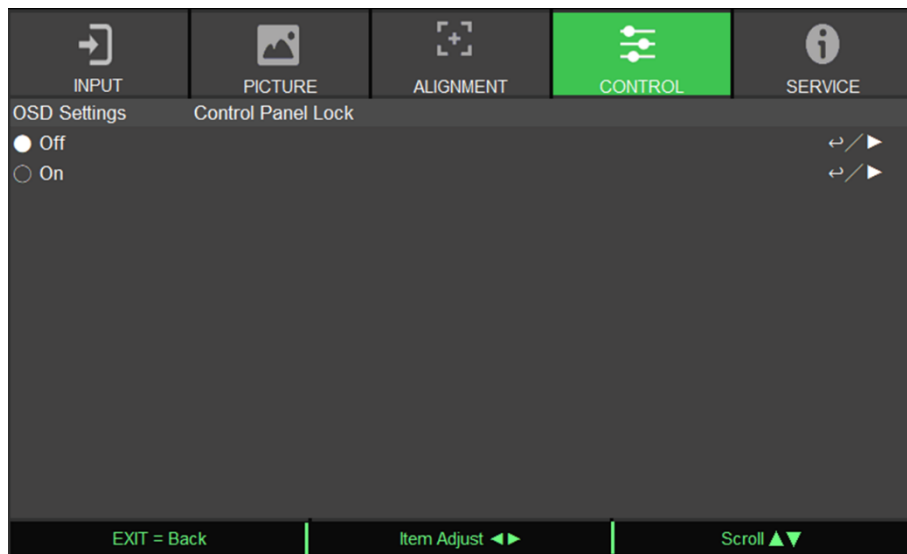 INPUT PICTURE ALIGNMENT CONTROL SERVICE
OSD Settings Control Panel Lock
Off
On
EXIT = Back Item Adjust ◄► Scroll ▲▼